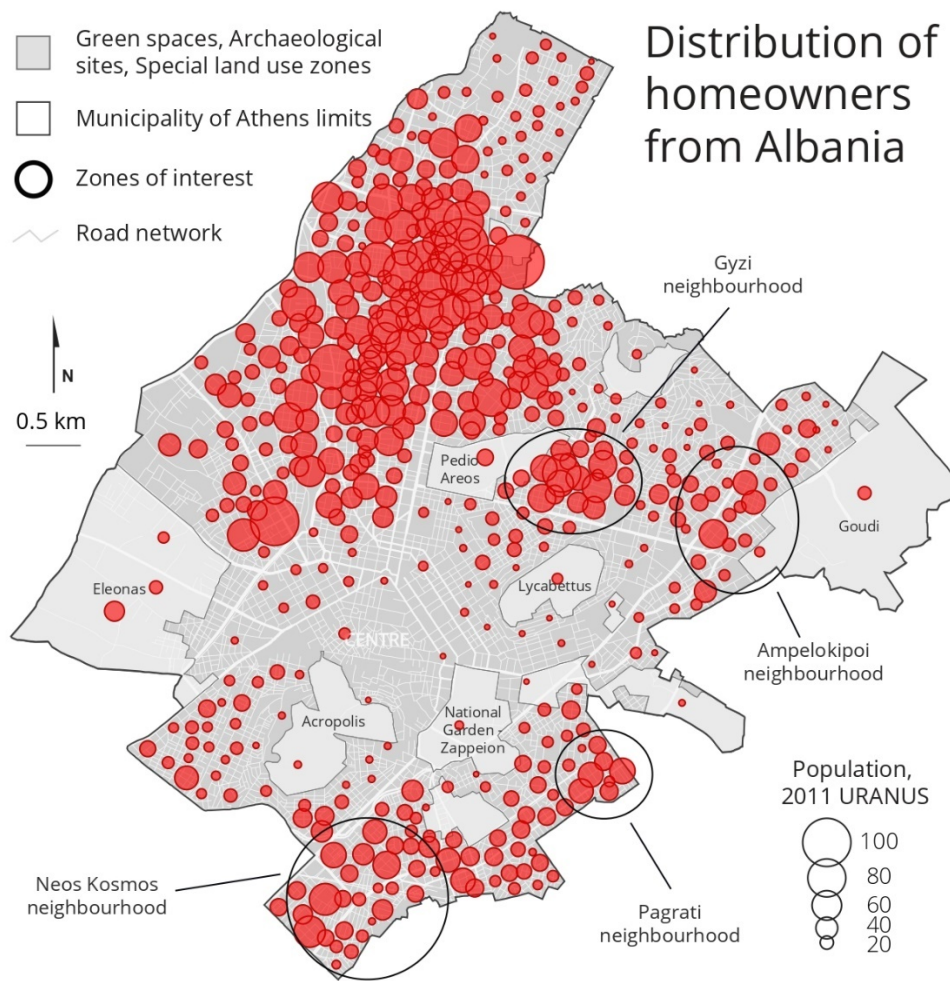 Distribution of
homeowners
from Albania
Green spaces, Archaeological
sites, Special land use zones
Municipality of Athens limits
Zones of interest
Road network
N
0.5 km
Gyzi
neighbourhood
Pedio
Areos
Goudi
Eleonas
Lycabettus
CENTRE
Ampelokipoi
neighbourhood
Acropolis
National
Garden -
Zappeion
Population,
2011 URANUS
100
80
60
40
20
Neos Kosmos
neighbourhood
Pagrati
neighbourhood